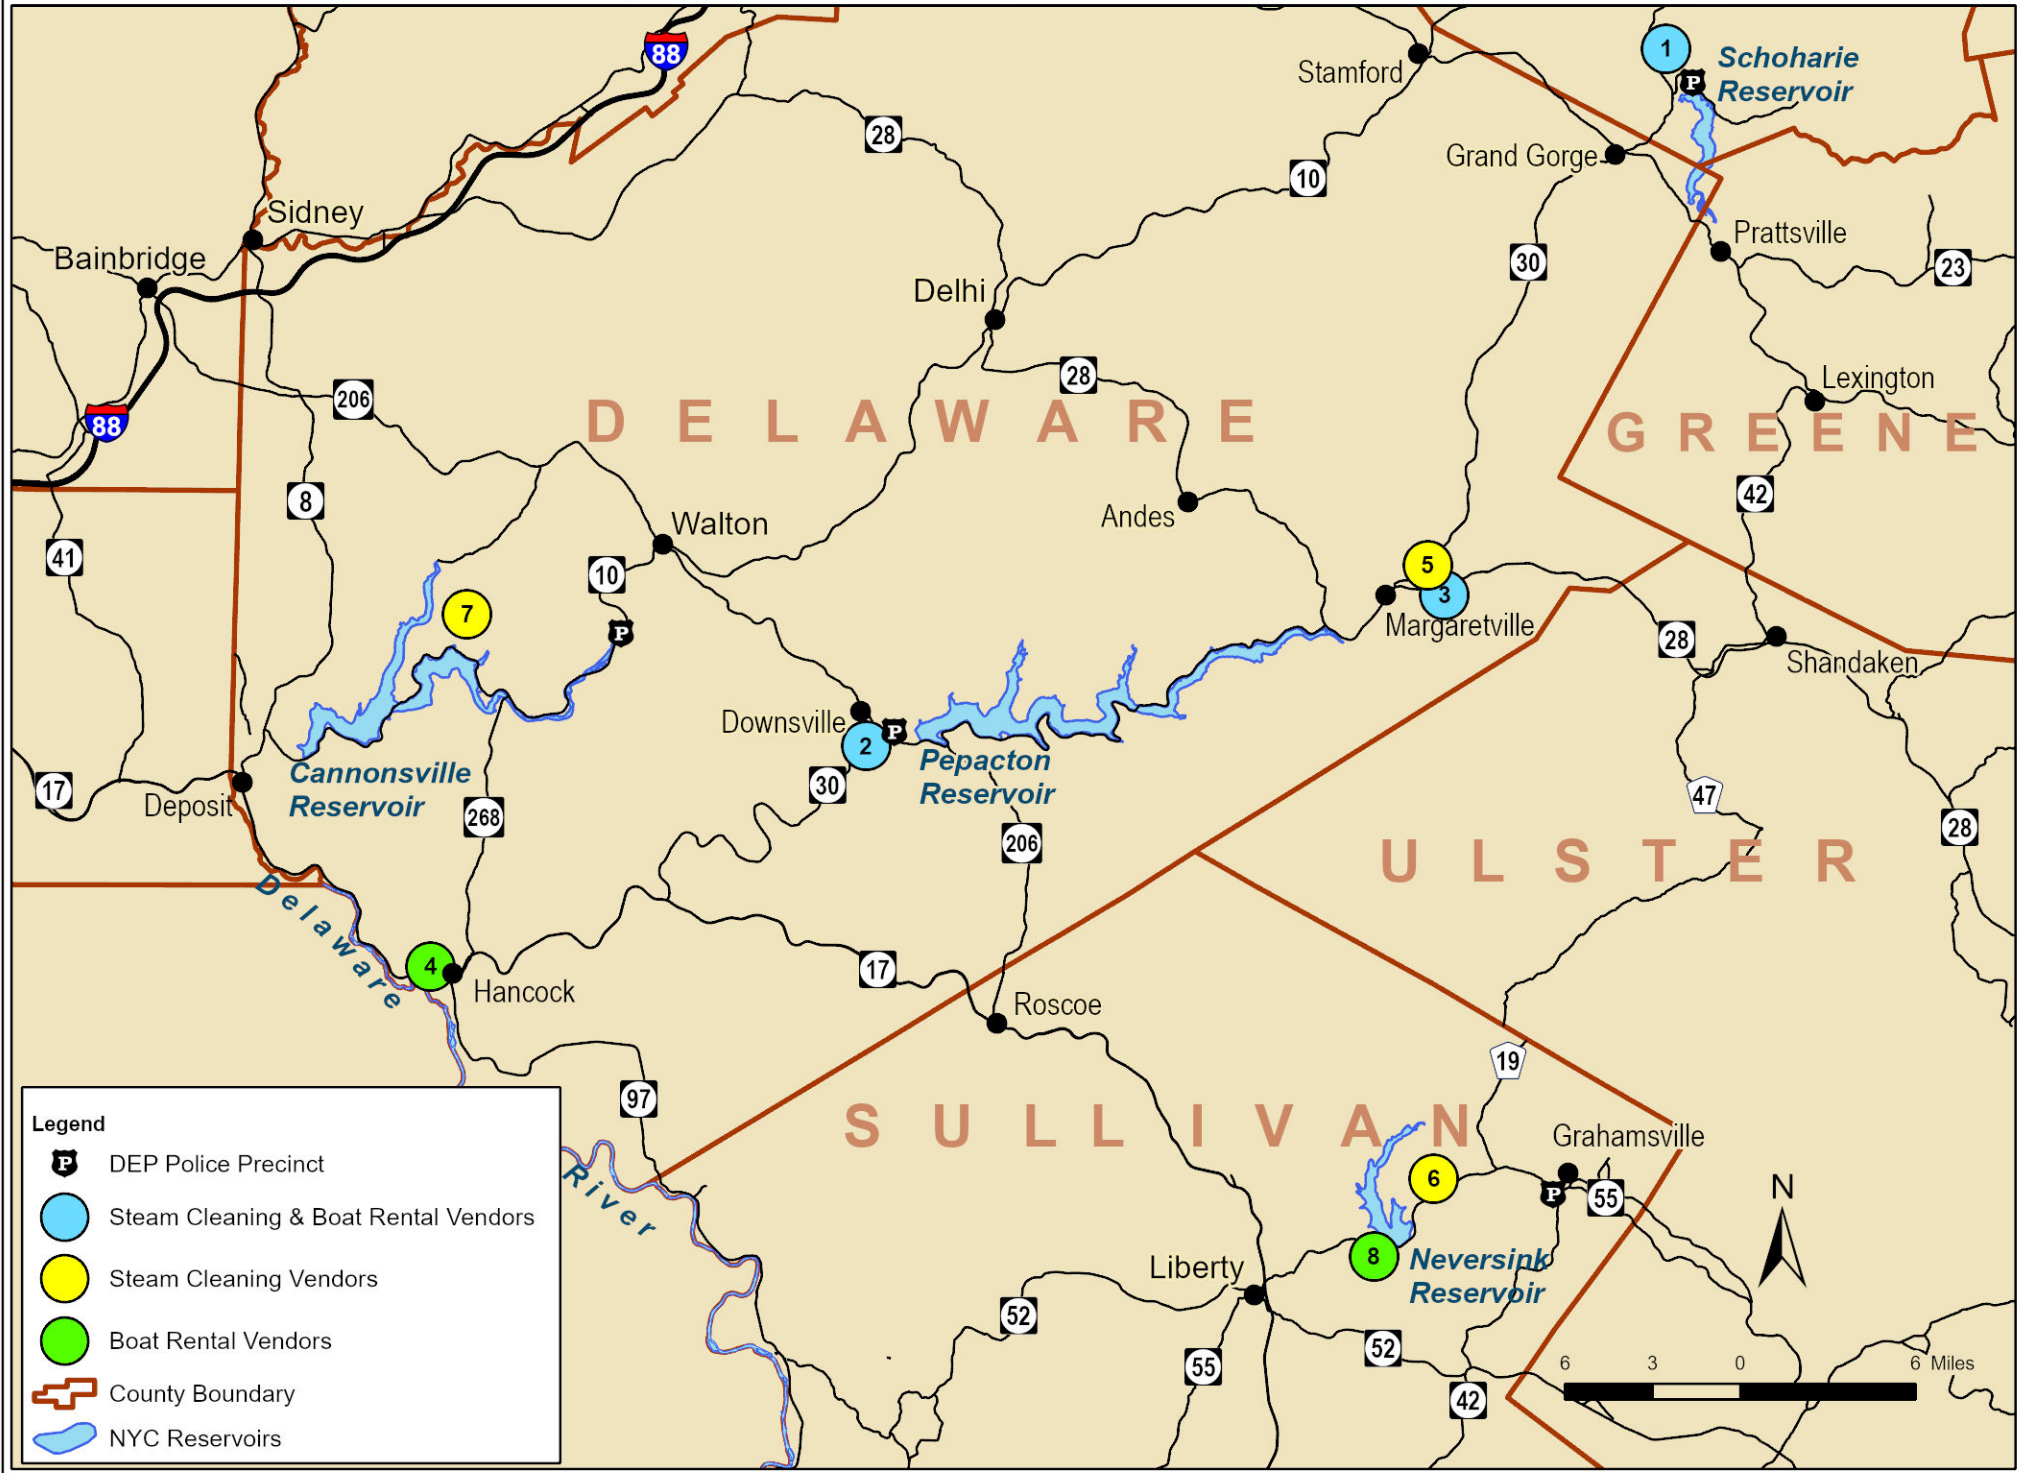 88
Stamford
1
Schoharie
Reservoir
P
28
Grand Gorge
10
Sidney
Bainbridge
Prattsville
30
23
Delhi
28
Lexington
206
88
DELAWARE
GREENE
8
42
Andes
Walton
41
10
5
3
7
P
Margaretville
28
Shandaken
Downsville
P
2
Pepacton
Reservoir
Cannonsville
Reservoir
30
17
Deposit
268
47
28
206
ULSTER
Delaware
4
Hancock
17
Roscoe
19
97
SULLIVAN
Grahamsville
6
P
55
N
River
Liberty
8
Neversink
Reservoir
52
52
55
42
6 3 0 6 Miles
Legend
P DEP Police Precinct
Steam Cleaning & Boat Rental Vendors
Steam Cleaning Vendors
Boat Rental Vendors
County Boundary
NYC Reservoirs